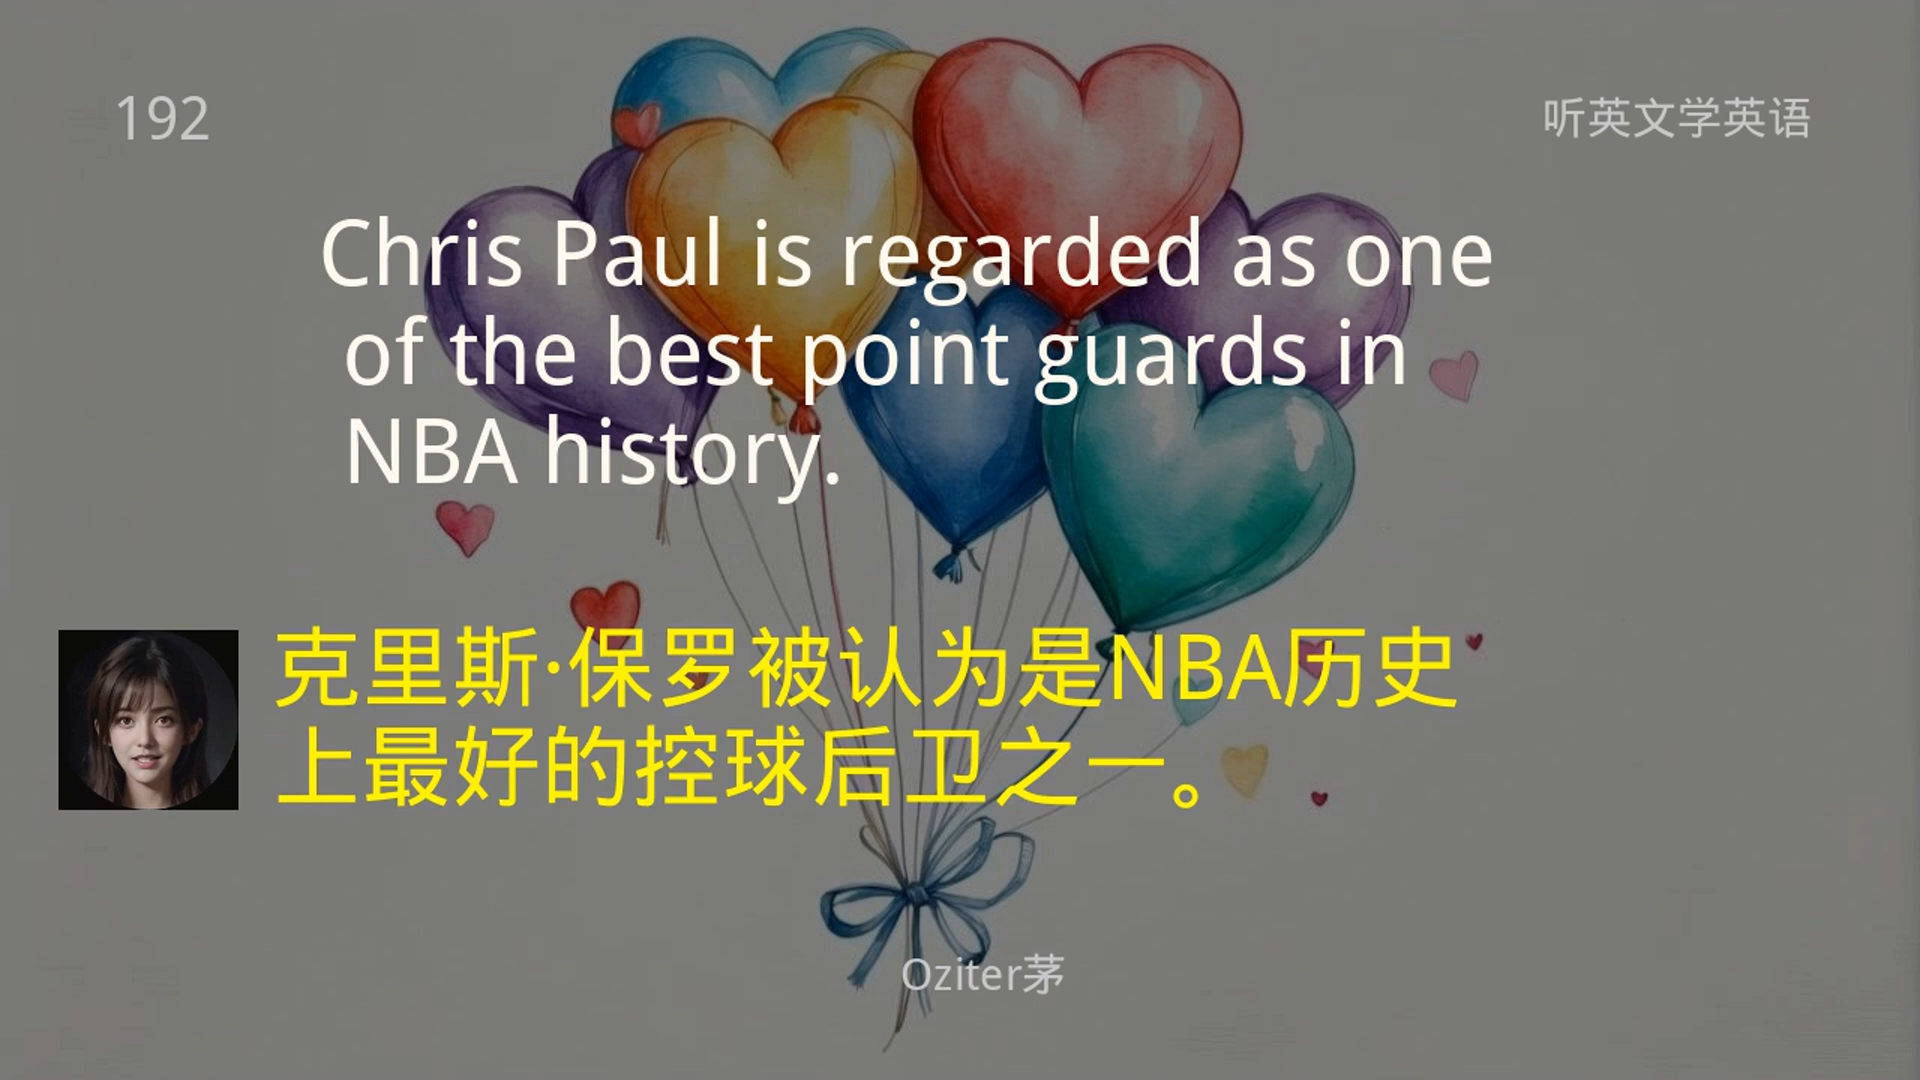 192
听英文学英语
Chris Paul is regarded as one
of the best point guards in
NBA history.
克里斯·保罗被认为是NBA历史
上最好的控球后卫之一。
Oziter茅